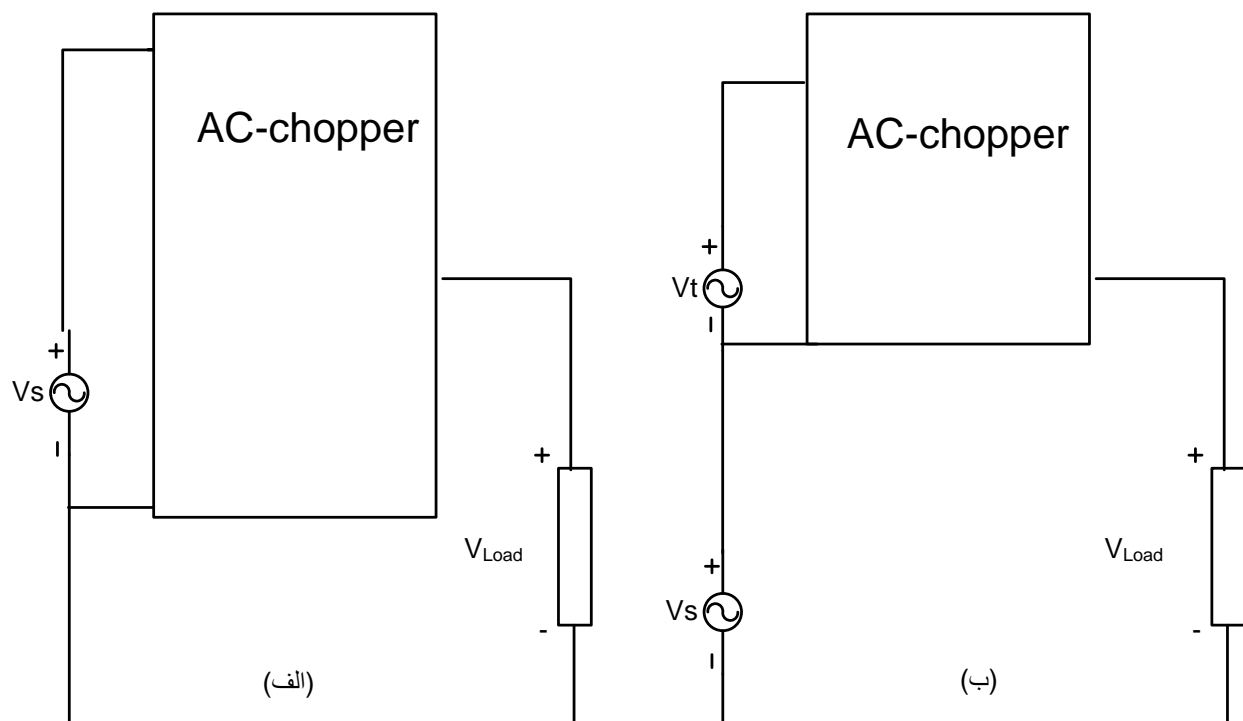 AC-chopper
+
Vs
–
+
V_Load
-
(الف)
AC-chopper
+
Vt
–
+
Vs
–
+
V_Load
-
(ب)